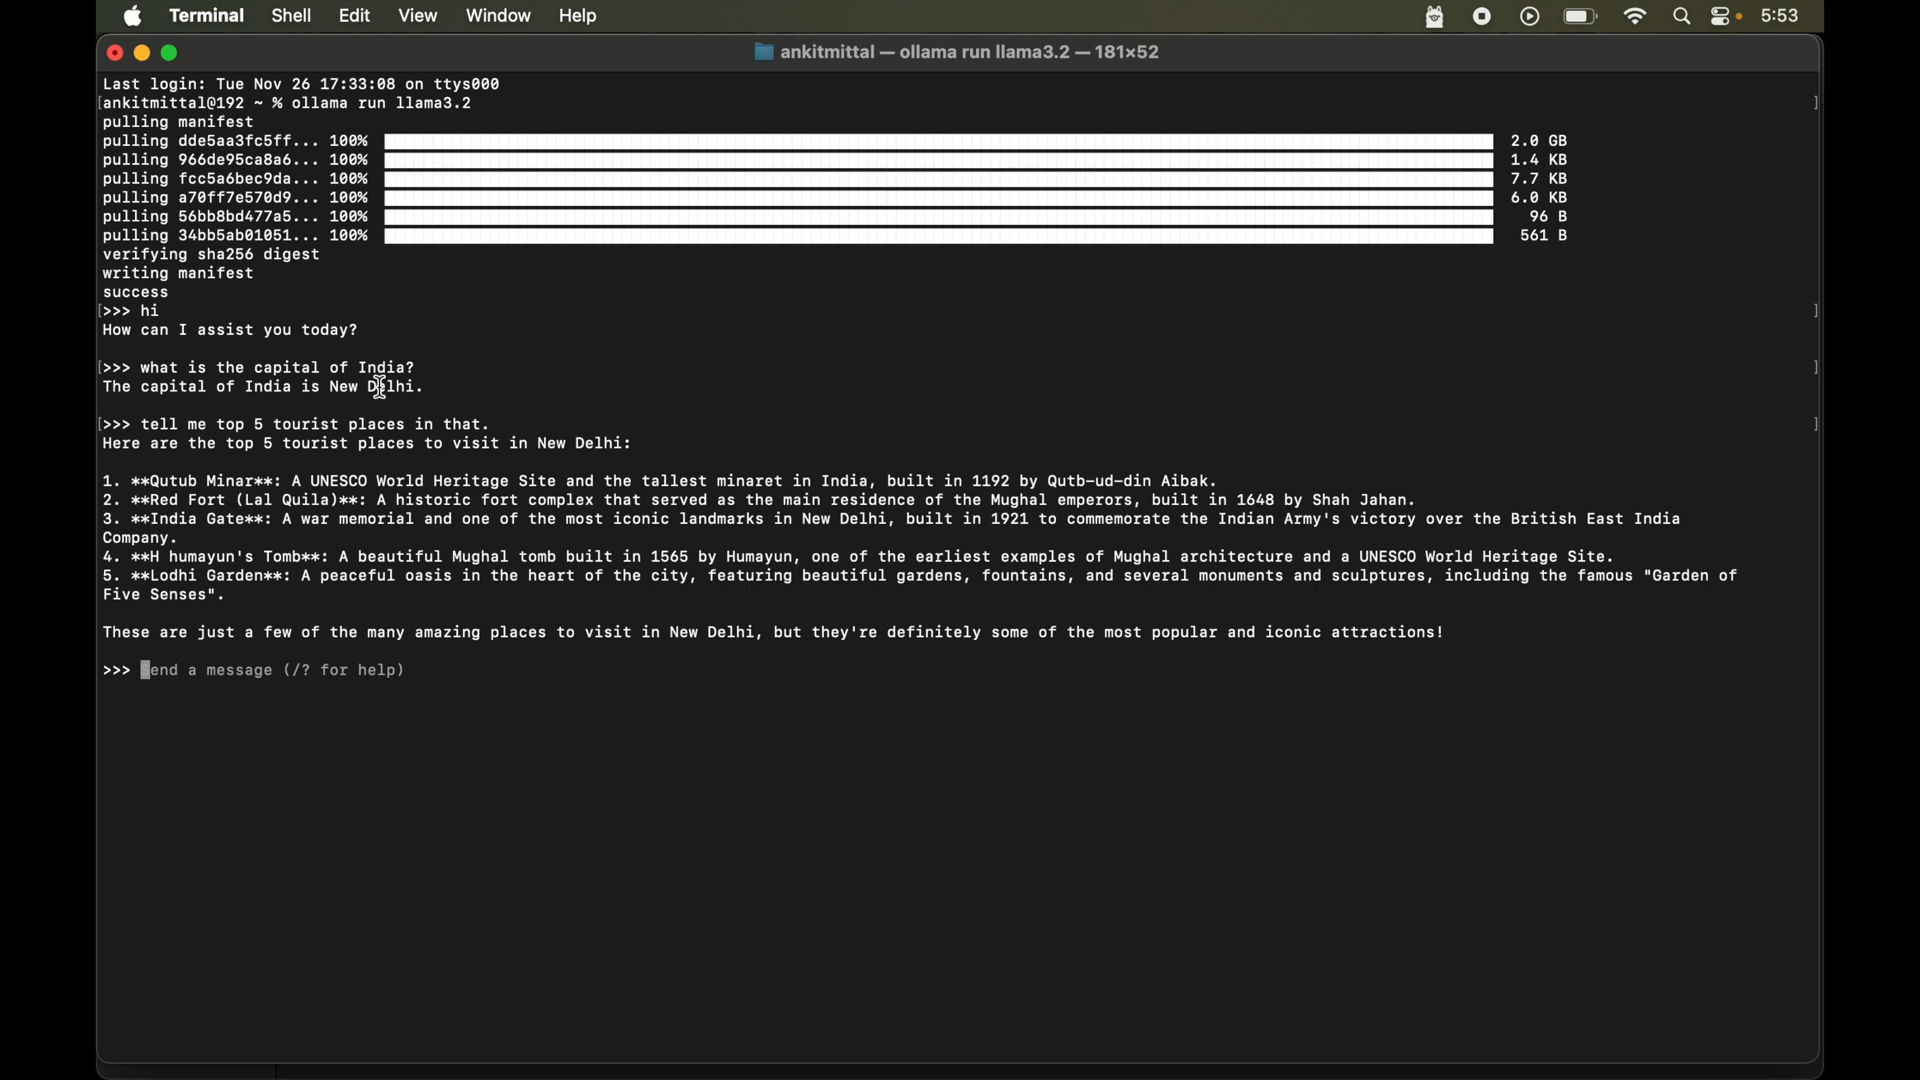 Terminal Shell Edit View Window Help 5:53
ankitmittal — ollama run llama3.2 — 181×52
Last login: Tue Nov 26 17:33:08 on ttys000
[ankitmittal@192 ~ % ollama run llama3.2 ]
pulling manifest
pulling dde5aa3fc5ff... 100% 2.0 GB
pulling 966de95ca8a6... 100% 1.4 KB
pulling fcc5a6bec9da... 100% 7.7 KB
pulling a70ff7e570d9... 100% 6.0 KB
pulling 56bb8bd477a5... 100% 96 B
pulling 34bb5ab01051... 100% 561 B
verifying sha256 digest
writing manifest
success
[>>> hi ]
How can I assist you today?
[>>> what is the capital of India? ]
The capital of India is New Delhi.
[>>> tell me top 5 tourist places in that. ]
Here are the top 5 tourist places to visit in New Delhi:
1. **Qutub Minar**: A UNESCO World Heritage Site and the tallest minaret in India, built in 1192 by Qutb-ud-din Aibak.
2. **Red Fort (Lal Quila)**: A historic fort complex that served as the main residence of the Mughal emperors, built in 1648 by Shah Jahan.
3. **India Gate**: A war memorial and one of the most iconic landmarks in New Delhi, built in 1921 to commemorate the Indian Army's victory over the British East India
Company.
4. **H humayun's Tomb**: A beautiful Mughal tomb built in 1565 by Humayun, one of the earliest examples of Mughal architecture and a UNESCO World Heritage Site.
5. **Lodhi Garden**: A peaceful oasis in the heart of the city, featuring beautiful gardens, fountains, and several monuments and sculptures, including the famous "Garden of
Five Senses".
These are just a few of the many amazing places to visit in New Delhi, but they're definitely some of the most popular and iconic attractions!
>>> Send a message (/? for help)